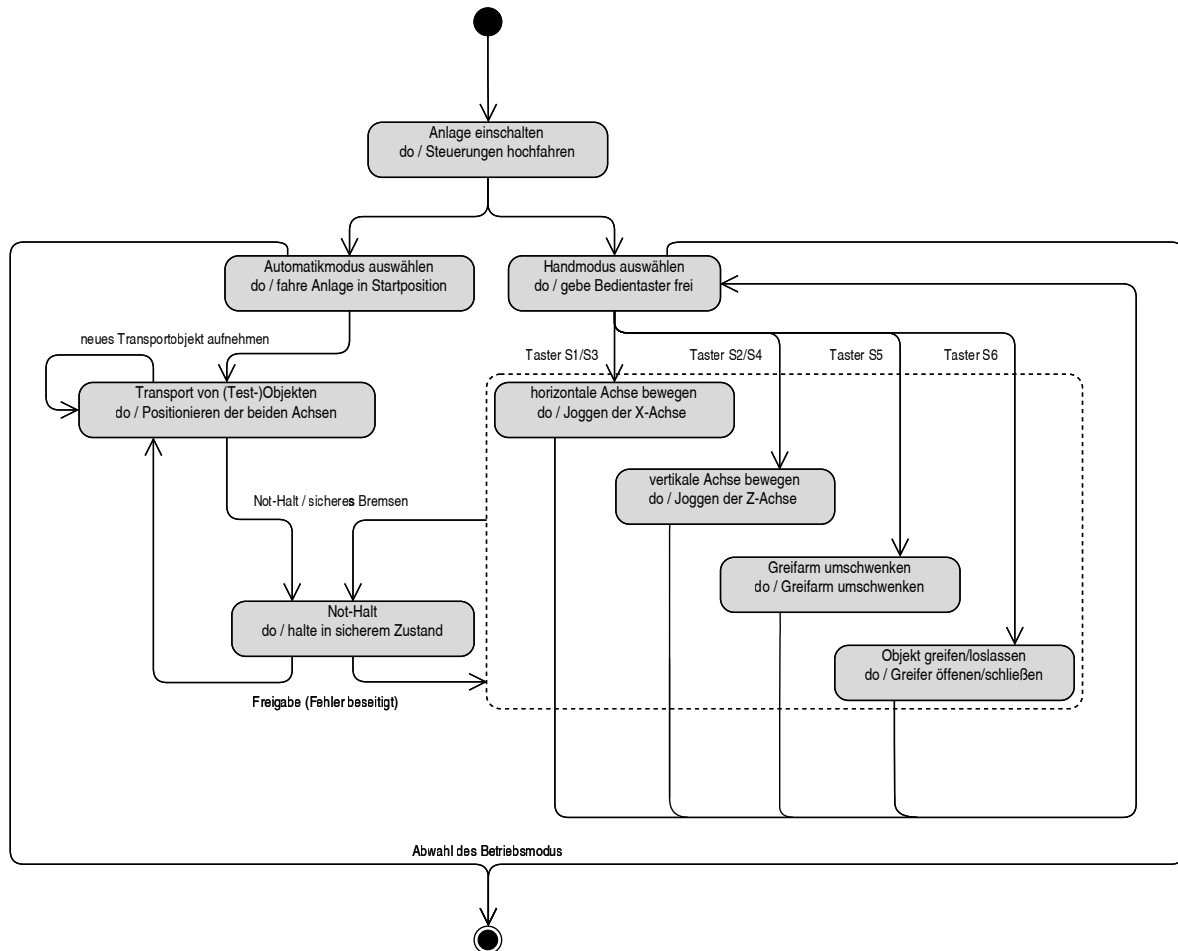 Anlage einschalten
do / Steuerungen hochfahren
Automatikmodus auswählen
do / fahre Anlage in Startposition
Handmodus auswählen
do / gebe Bedientaster frei
neues Transportobjekt aufnehmen
Taster S1/S3
Taster S2/S4
Taster S5
Taster S6
Transport von (Test-)Objekten
do / Positionieren der beiden Achsen
horizontale Achse bewegen
do / Joggen der X-Achse
vertikale Achse bewegen
do / Joggen der Z-Achse
Not-Halt / sicheres Bremsen
Greifarm umschwenken
do / Greifarm umschwenken
Not-Halt
do / halte in sicherem Zustand
Objekt greifen/loslassen
do / Greifer öffenen/schließen
Freigabe (Fehler beseitigt)
Abwahl des Betriebsmodus